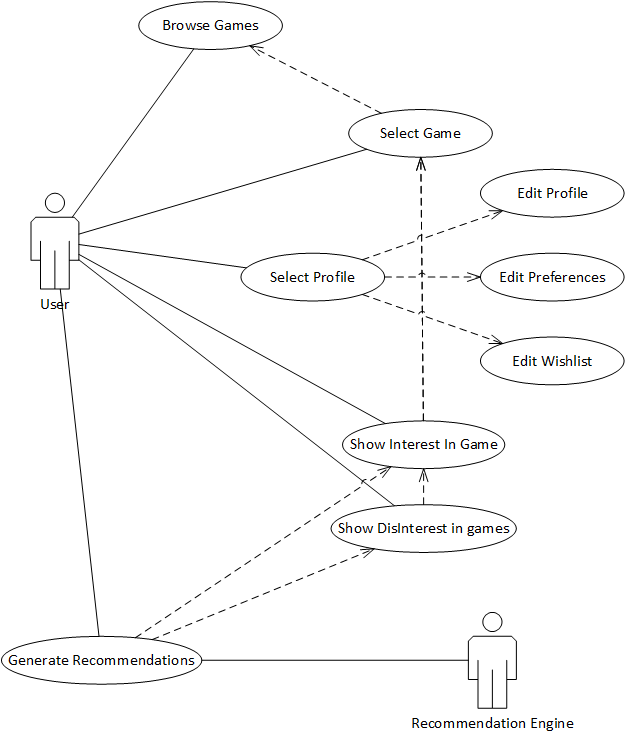 Browse Games
Select Game
Edit Profile
Select Profile
Edit Preferences
User
Edit Wishlist
Show Interest In Game
Show DisInterest in games
Generate Recommendations
Recommendation Engine